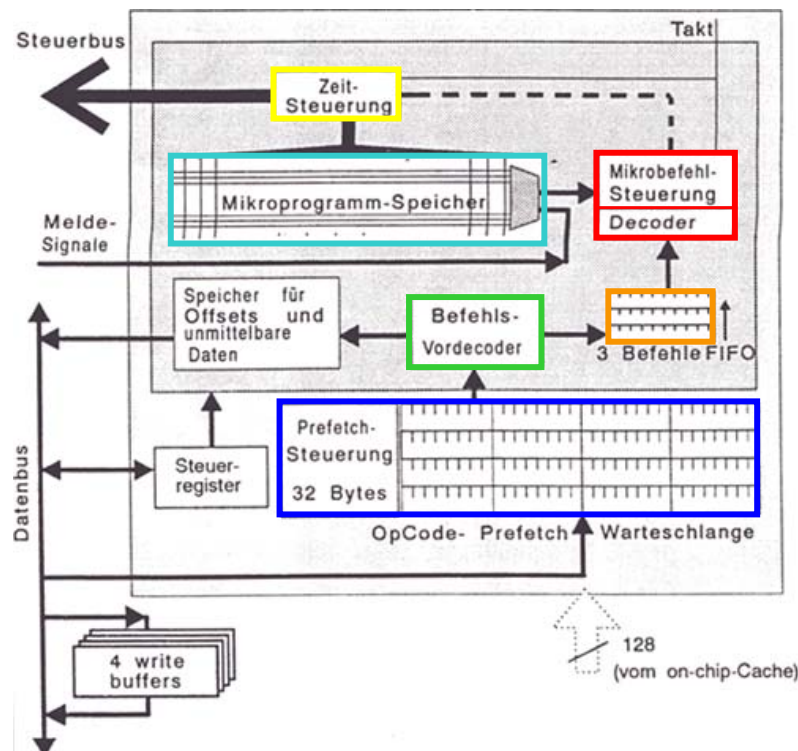 Takt
Steuerbus
Zeit-
Steuerung
Mikrobefehl-
Steuerung
Decoder
Mikroprogramm-Speicher
Melde-
Signale
Speicher für
Offsets und
unmittelbare
Daten
Befehls-
Vordecoder
3 Befehle FIFO
Prefetch-
Steuerung
32 Bytes
Steuer-
register
Datenbus
OpCode- Prefetch Warteschlange
4 write
buffers
128
(vom on-chip-Cache)